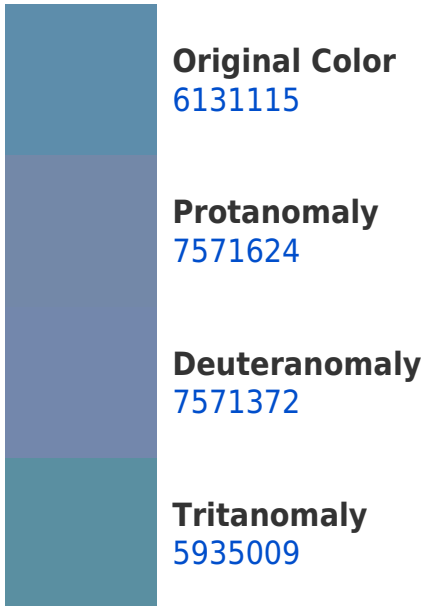 Original Color
6131115
Protanomaly
7571624
Deuteranomaly
7571372
Tritanomaly
5935009